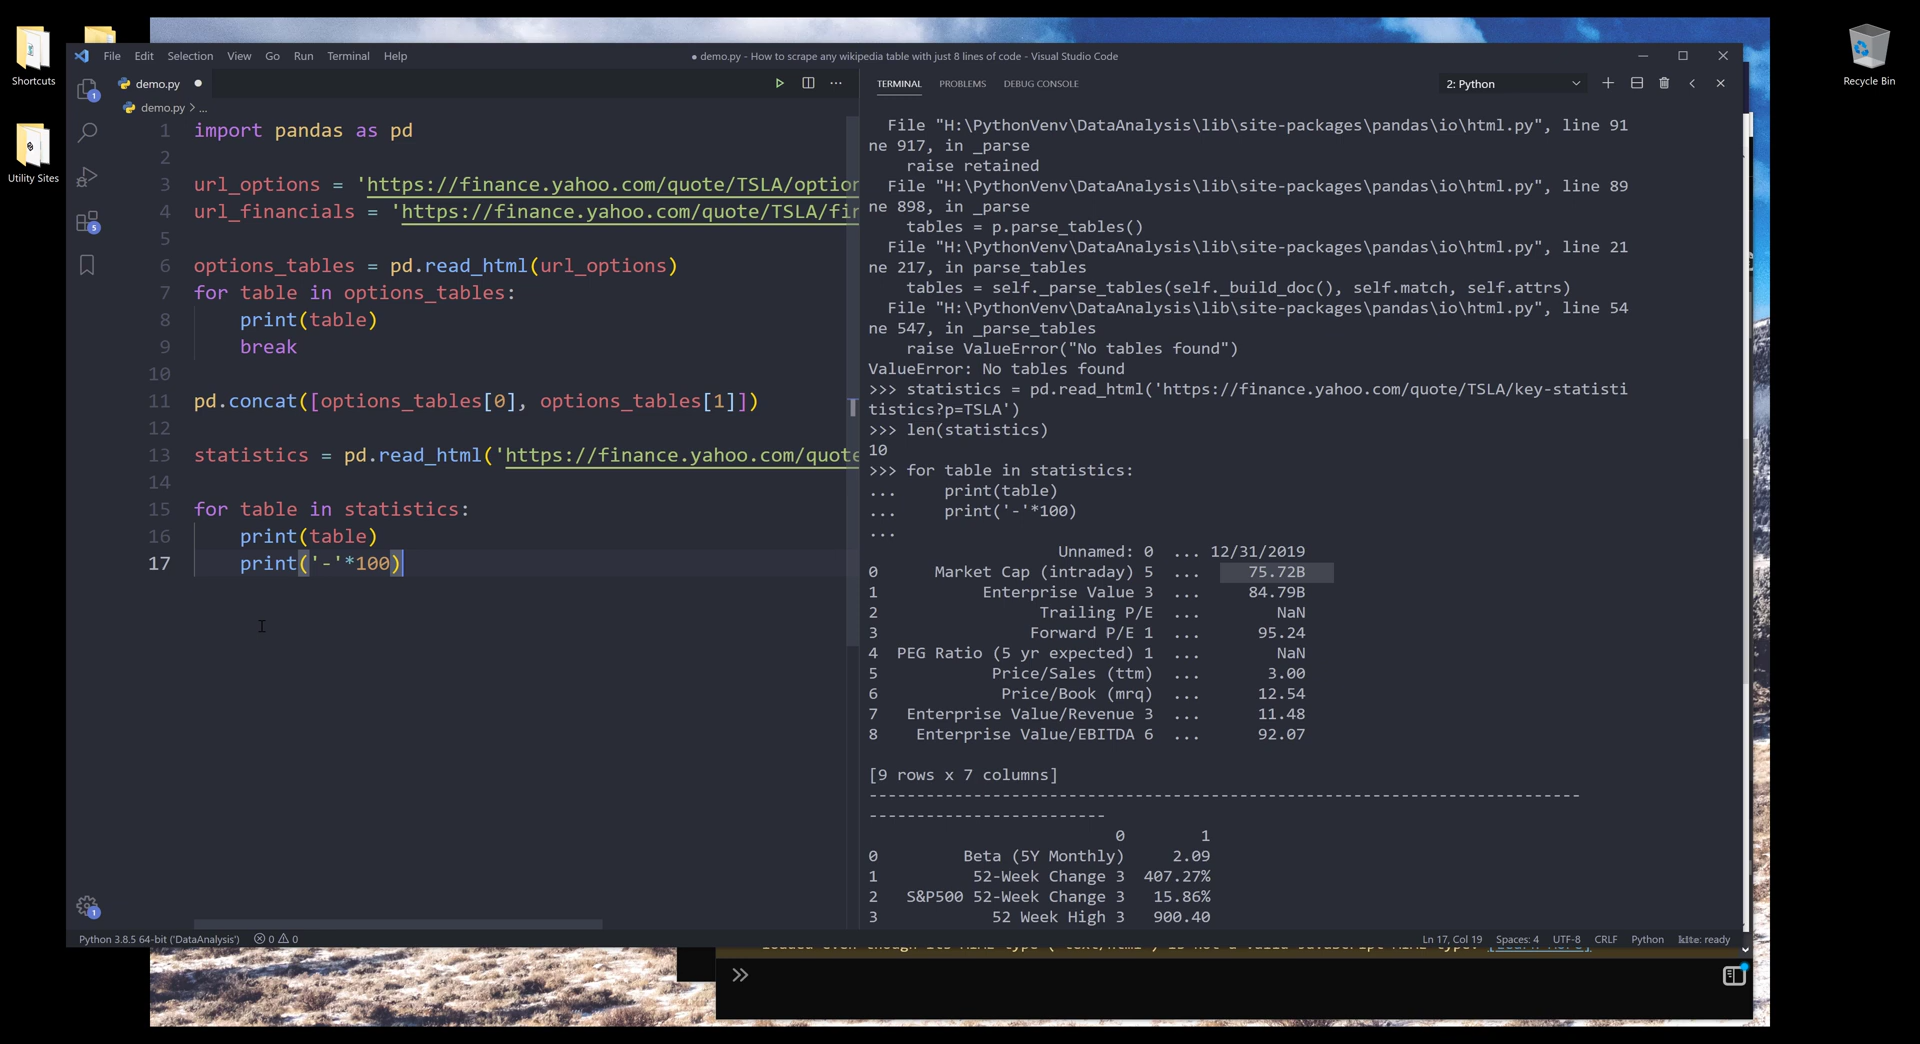 Shortcuts
Utility Sites
Recycle Bin
File Edit Selection View Go Run Terminal Help
● demo.py - How to scrape any wikipedia table with just 8 lines of code - Visual Studio Code
demo.py ●
demo.py > ...
1 import pandas as pd
2
3 url_options = 'https://finance.yahoo.com/quote/TSLA/option
4 url_financials = 'https://finance.yahoo.com/quote/TSLA/fin
5
6 options_tables = pd.read_html(url_options)
7 for table in options_tables:
8     print(table)
9     break
10
11 pd.concat([options_tables[0], options_tables[1]])
12
13 statistics = pd.read_html('https://finance.yahoo.com/quote
14
15 for table in statistics:
16     print(table)
17     print('-'*100)
TERMINAL PROBLEMS DEBUG CONSOLE 2: Python
  File "H:\PythonVenv\DataAnalysis\lib\site-packages\pandas\io\html.py", line 91
ne 917, in _parse
    raise retained
  File "H:\PythonVenv\DataAnalysis\lib\site-packages\pandas\io\html.py", line 89
ne 898, in _parse
    tables = p.parse_tables()
  File "H:\PythonVenv\DataAnalysis\lib\site-packages\pandas\io\html.py", line 21
ne 217, in parse_tables
    tables = self._parse_tables(self._build_doc(), self.match, self.attrs)
  File "H:\PythonVenv\DataAnalysis\lib\site-packages\pandas\io\html.py", line 54
ne 547, in _parse_tables
    raise ValueError("No tables found")
ValueError: No tables found
>>> statistics = pd.read_html('https://finance.yahoo.com/quote/TSLA/key-statisti
tistics?p=TSLA')
>>> len(statistics)
10
>>> for table in statistics:
...     print(table)
...     print('-'*100)
...
Unnamed: 0 ... 12/31/2019
0 Market Cap (intraday) 5 ... 75.72B
1 Enterprise Value 3 ... 84.79B
2 Trailing P/E ... NaN
3 Forward P/E 1 ... 95.24
4 PEG Ratio (5 yr expected) 1 ... NaN
5 Price/Sales (ttm) ... 3.00
6 Price/Book (mrq) ... 12.54
7 Enterprise Value/Revenue 3 ... 11.48
8 Enterprise Value/EBITDA 6 ... 92.07

[9 rows x 7 columns]
---------------------------------------------------------------------------
-------------------------
0 1
0 Beta (5Y Monthly) 2.09
1 52-Week Change 3 407.27%
2 S&P500 52-Week Change 3 15.86%
3 52 Week High 3 900.40
1
5
1
Python 3.8.5 64-bit ('DataAnalysis') 0 0
Ln 17, Col 19 Spaces: 4 UTF-8 CRLF Python kite: ready